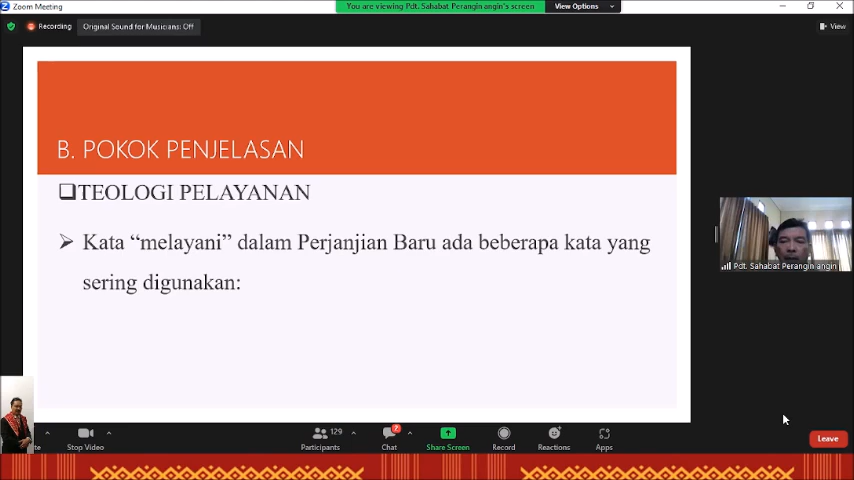 Zoom Meeting
You are viewing Pdt. Sahabat Perangin angin's screen
View Options
Recording
Original Sound for Musicians: Off
View
B. POKOK PENJELASAN
❑TEOLOGI PELAYANAN
➢ Kata “melayani” dalam Perjanjian Baru ada beberapa kata yang
sering digunakan:
Pdt. Sahabat Perangin angin
Stop Video
Participants
129
Chat
7
Share Screen
Record
Reactions
Apps
Leave